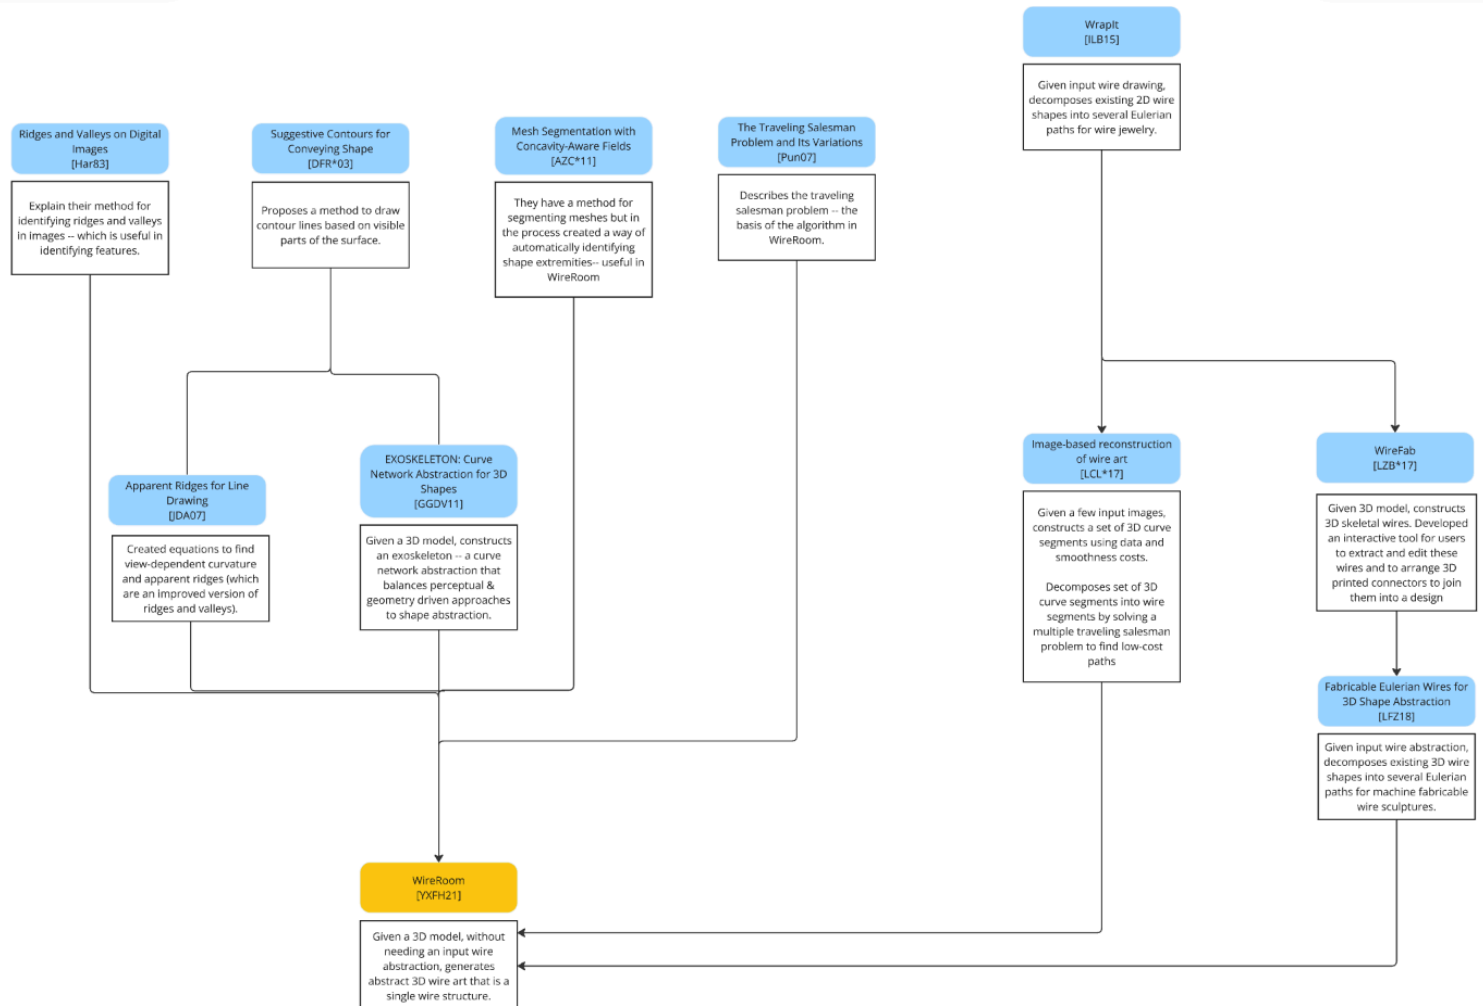 WrapIt
[ILB15]
Given input wire drawing,
decomposes existing 2D wire
shapes into several Eulerian
paths for wire jewelry.
Ridges and Valleys on Digital
Images
[Har83]
Explain their method for
identifying ridges and valleys
in images -- which is useful in
identifying features.
Suggestive Contours for
Conveying Shape
[DFR*03]
Proposes a method to draw
contour lines based on visible
parts of the surface.
Mesh Segmentation with
Concavity-Aware Fields
[AZC*11]
They have a method for
segmenting meshes but in
the process created a way of
automatically identifying
shape extremities-- useful in
WireRoom
The Traveling Salesman
Problem and Its Variations
[Pun07]
Describes the traveling
salesman problem -- the
basis of the algorithm in
WireRoom.
Apparent Ridges for Line
Drawing
[JDA07]
Created equations to find
view-dependent curvature
and apparent ridges (which
are an improved version of
ridges and valleys).
EXOSKELETON: Curve
Network Abstraction for 3D
Shapes
[GGDV11]
Given a 3D model, constructs
an exoskeleton -- a curve
network abstraction that
balances perceptual &
geometry driven approaches
to shape abstraction.
Image-based reconstruction
of wire art
[LCL*17]
Given a few input images,
constructs a set of 3D curve
segments using data and
smoothness costs.
Decomposes set of 3D
curve segments into wire
segments by solving a
multiple traveling salesman
problem to find low-cost
paths
WireFab
[LZB*17]
Given 3D model, constructs
3D skeletal wires. Developed
an interactive tool for users
to extract and edit these
wires and to arrange 3D
printed connectors to join
them into a design
Fabricable Eulerian Wires for
3D Shape Abstraction
[LFZ18]
Given input wire abstraction,
decomposes existing 3D wire
shapes into several Eulerian
paths for machine fabricable
wire sculptures.
WireRoom
[YXFH21]
Given a 3D model, without
needing an input wire
abstraction, generates
abstract 3D wire art that is a
single wire structure.